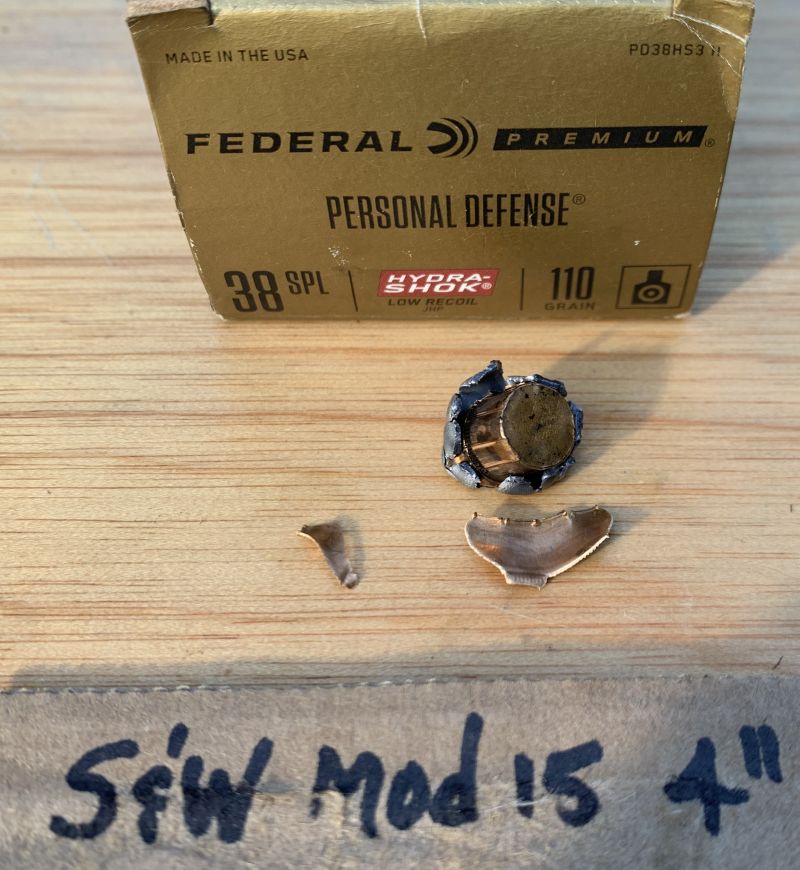 MADE IN THE USA
FEDERAL PREMIUM®
PERSONAL DEFENSE®
38 SPL HYDRA-SHOK® LOW RECOIL JHP 110 GRAIN
S&W Mod 15 4"